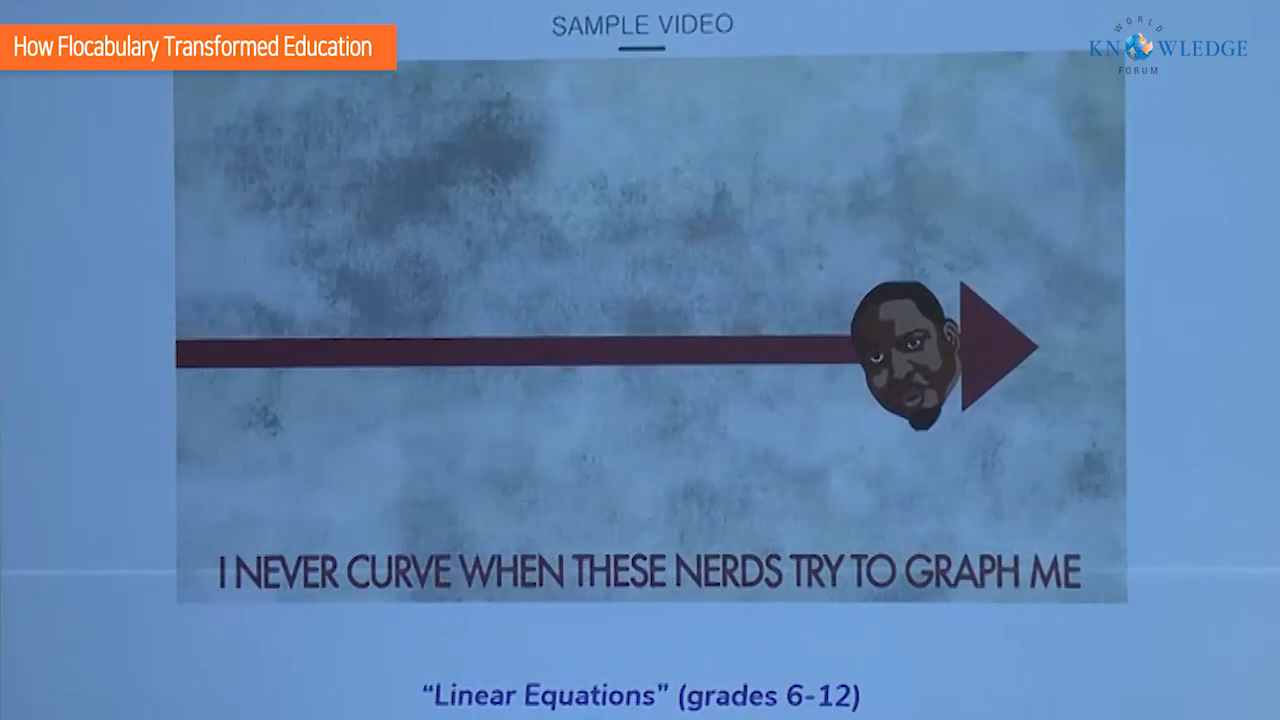 How Flocabulary Transformed Education
SAMPLE VIDEO
WORLD
KNOWLEDGE
FORUM
I NEVER CURVE WHEN THESE NERDS TRY TO GRAPH ME
“Linear Equations” (grades 6-12)